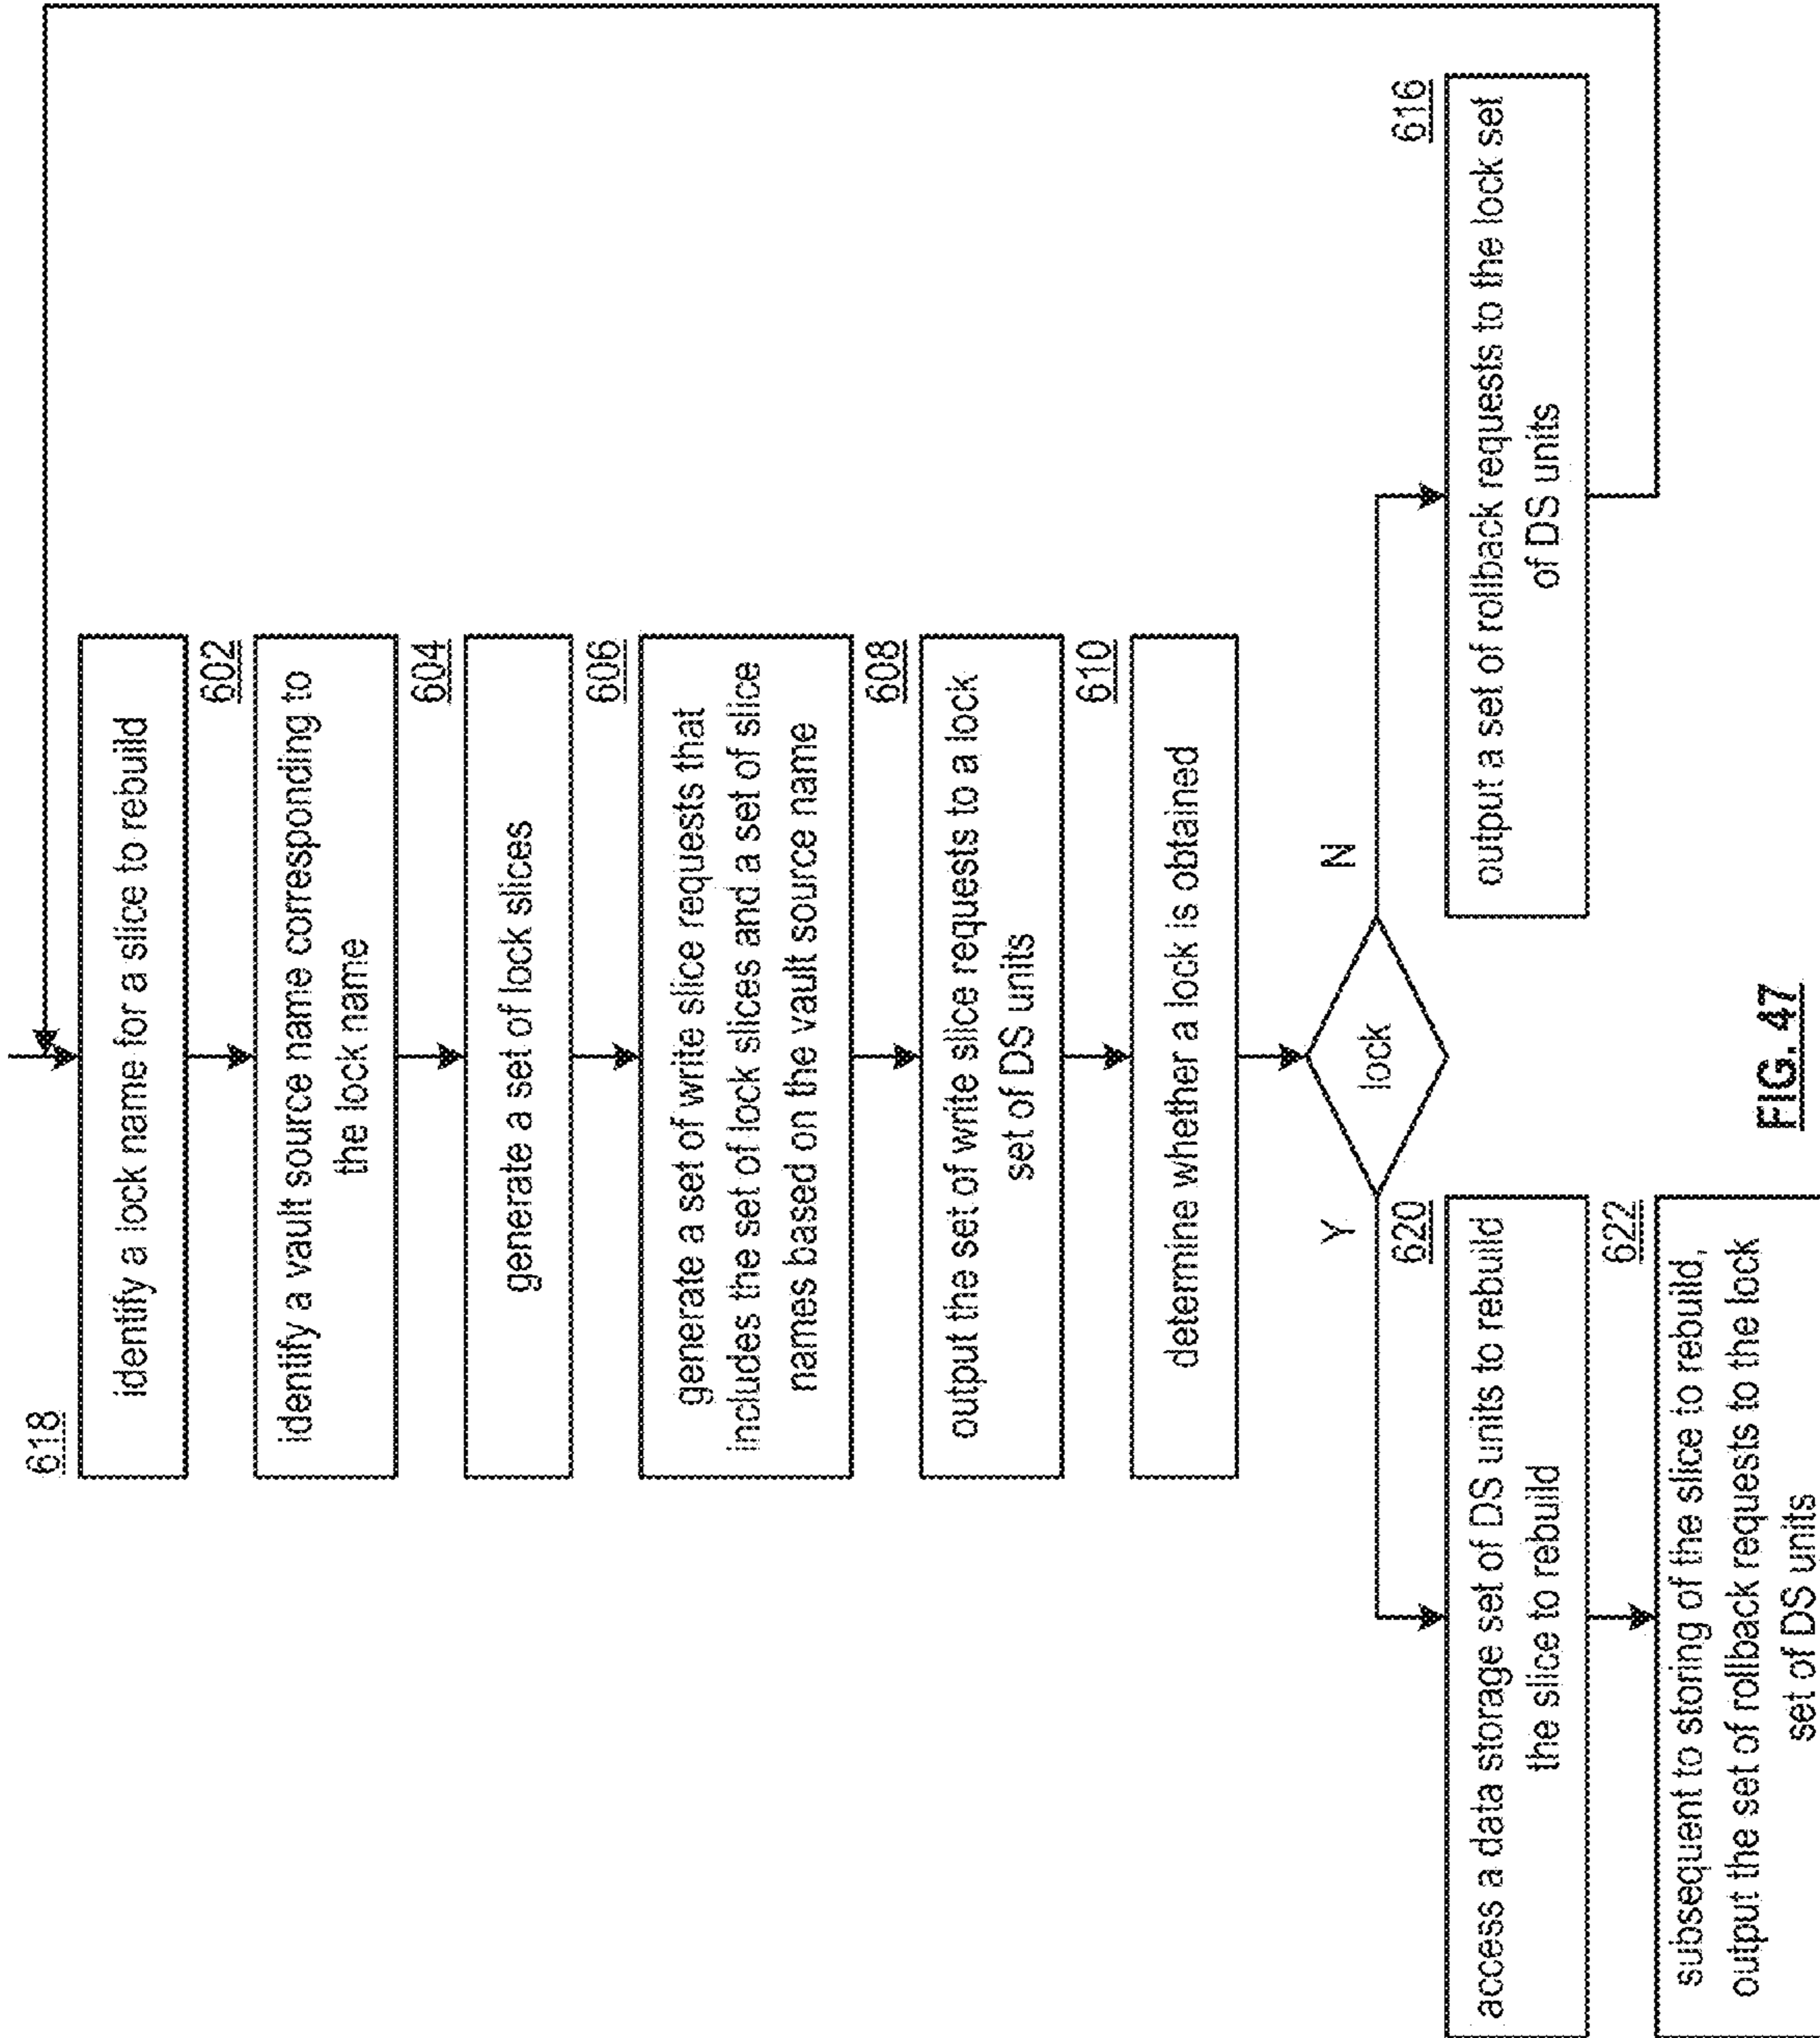 618
identify a lock name for a slice to rebuild
602
identify a vault source name corresponding to
the lock name
604
generate a set of lock slices
606
generate a set of write slice requests that
includes the set of lock slices and a set of slice
names based on the vault source name
608
output the set of write slice requests to a lock
set of DS units
610
determine whether a lock is obtained
lock
Y
N
620
access a data storage set of DS units to rebuild
the slice to rebuild
616
output a set of rollback requests to the lock set
of DS units
622
subsequent to storing of the slice to rebuild,
output the set of rollback requests to the lock
set of DS units
FIG. 47